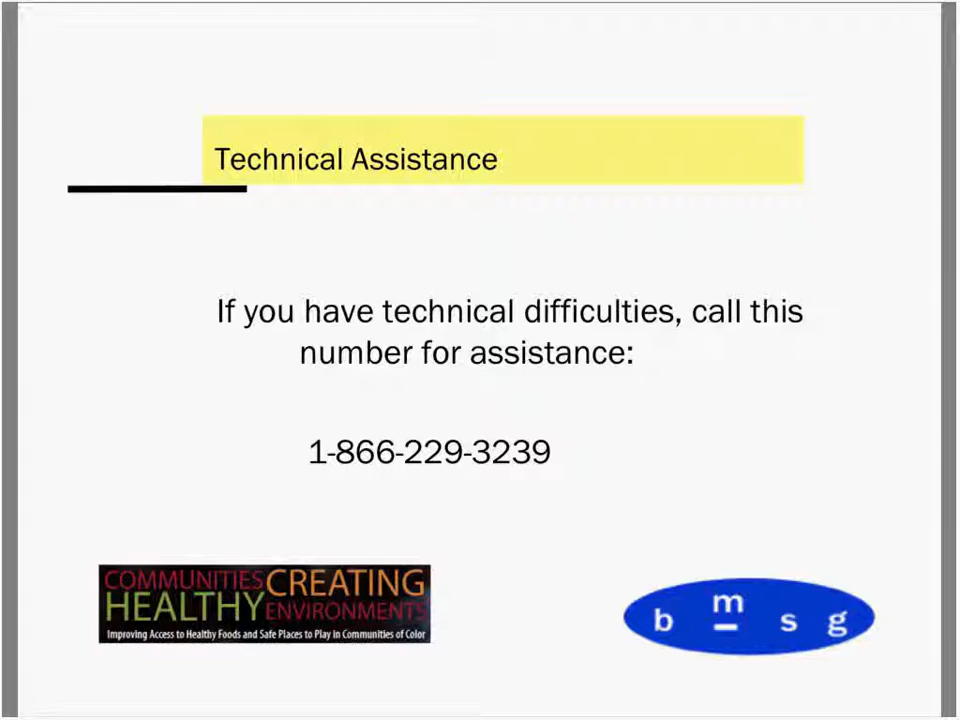 Technical Assistance
If you have technical difficulties, call this
number for assistance:
1-866-229-3239
COMMUNITIES CREATING
HEALTHY ENVIRONMENTS
Improving Access to Healthy Foods and Safe Places to Play in Communities of Color
b m s g